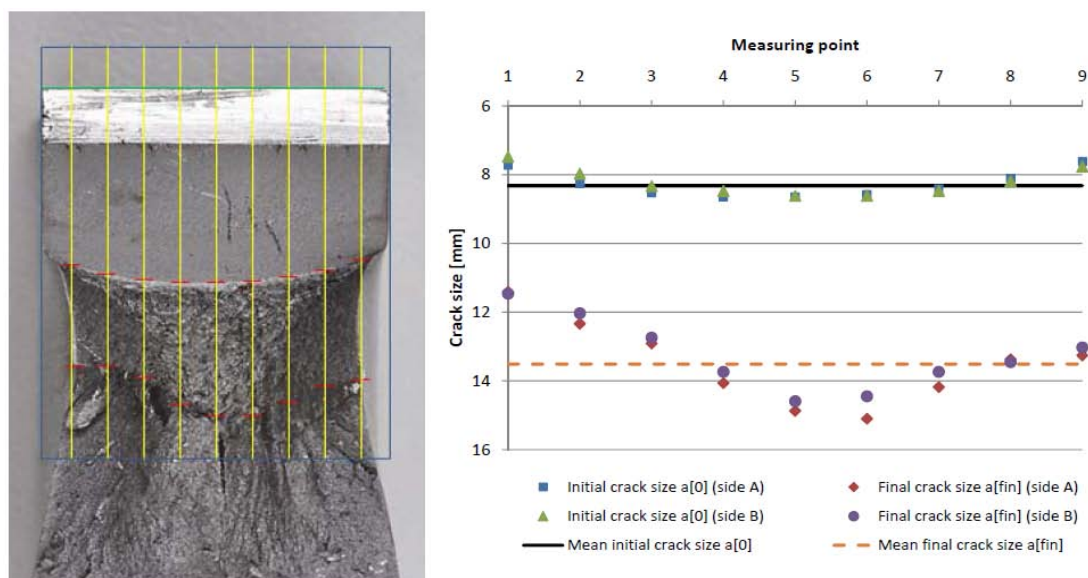 Measuring point
1 2 3 4 5 6 7 8 9
6
8
10
12
14
16
Crack size [mm]
Initial crack size a[0] (side A)
Final crack size a[fin] (side A)
Initial crack size a[0] (side B)
Final crack size a[fin] (side B)
Mean initial crack size a[0]
Mean final crack size a[fin]